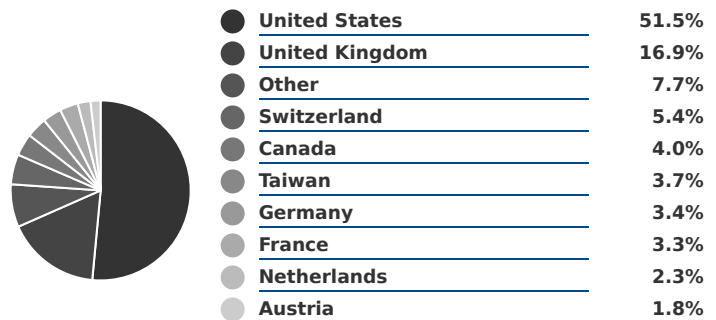 United States 51.5%
United Kingdom 16.9%
Other 7.7%
Switzerland 5.4%
Canada 4.0%
Taiwan 3.7%
Germany 3.4%
France 3.3%
Netherlands 2.3%
Austria 1.8%